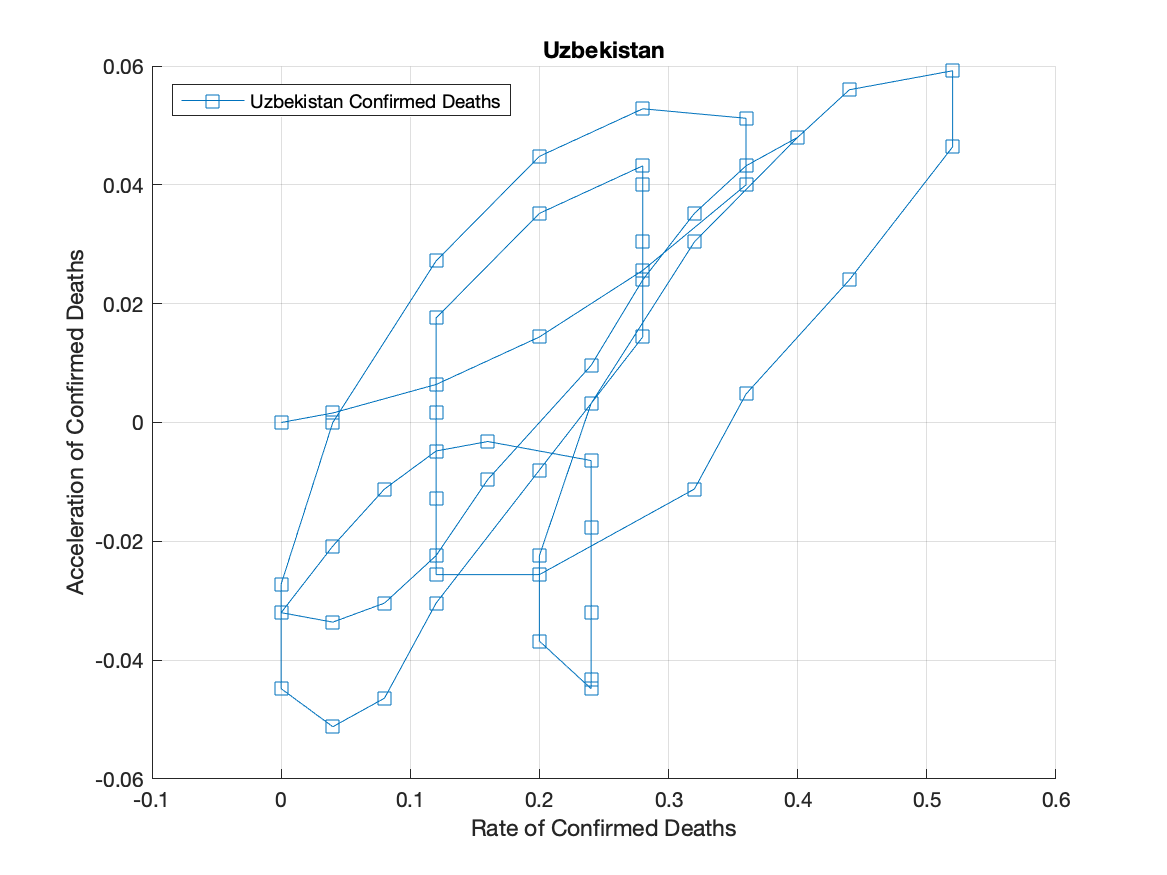 Uzbekistan
Uzbekistan Confirmed Deaths
0.06
0.04
0.02
0
-0.02
-0.04
-0.06
Acceleration of Confirmed Deaths
-0.1 0 0.1 0.2 0.3 0.4 0.5 0.6
Rate of Confirmed Deaths